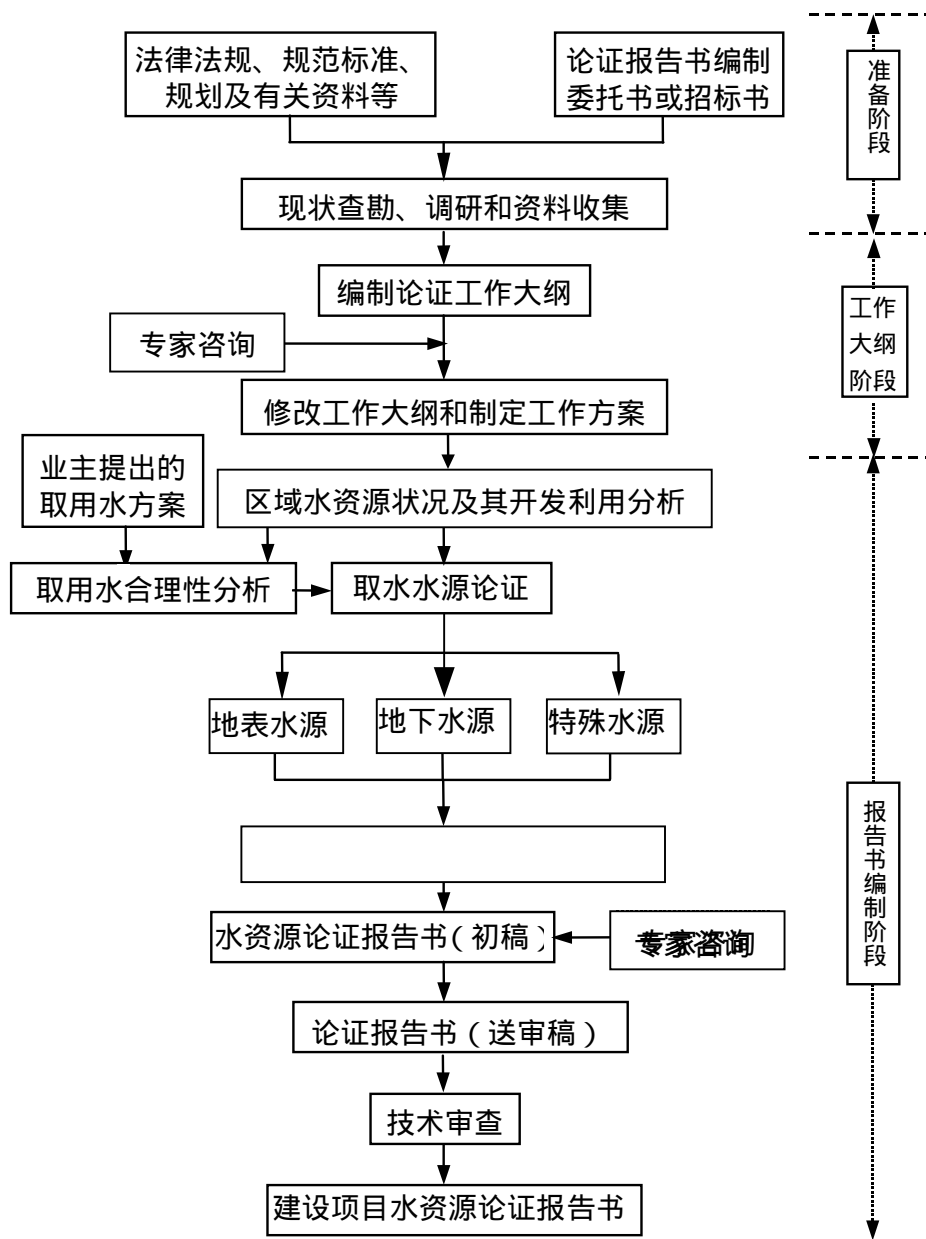 法律法规、规范标准、
规划及有关资料等
论证报告书编制
委托书或招标书
准备阶段
现状查勘、调研和资料收集
编制论证工作大纲
专家咨询
工作
大纲
阶段
修改工作大纲和制定工作方案
业主提出的
取用水方案
区域水资源状况及其开发利用分析
取用水合理性分析
取水水源论证
地表水源
地下水源
特殊水源
报告书编制阶段
水资源论证报告书(初稿)
专家咨询
论证报告书(送审稿)
技术审查
建设项目水资源论证报告书